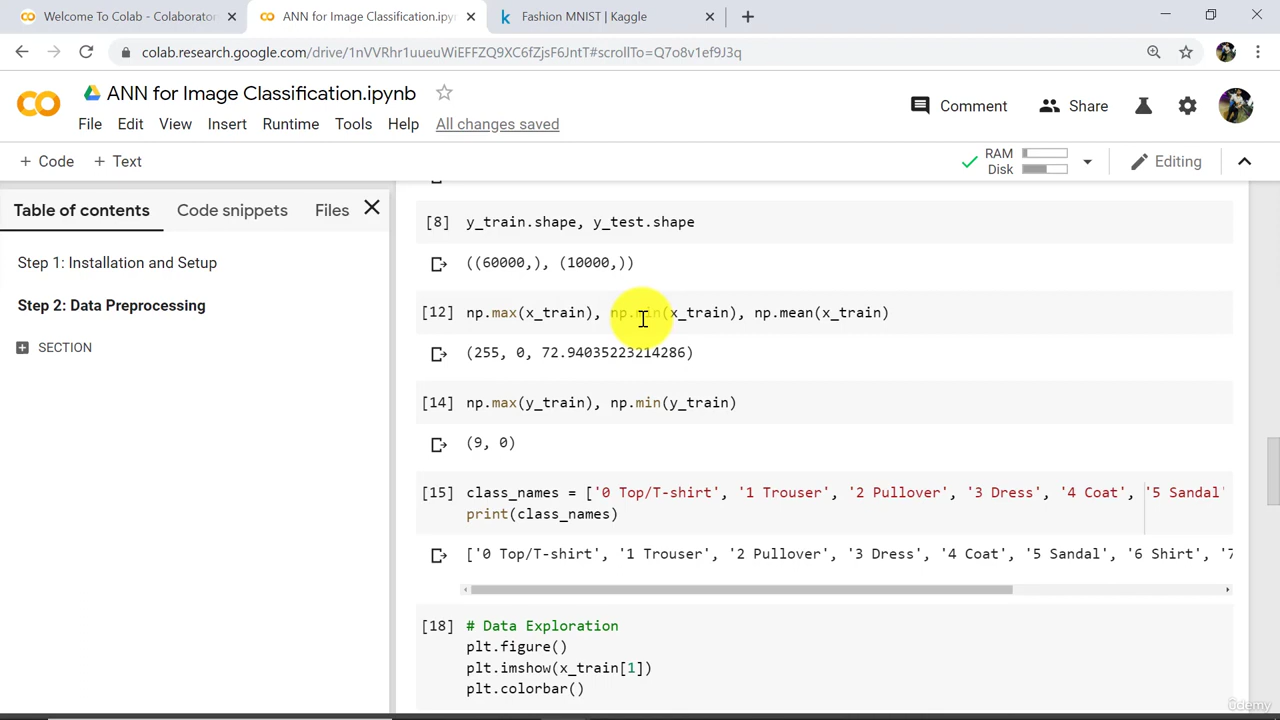 Welcome To Colab - Colaborator
ANN for Image Classification.ipyn
Fashion MNIST | Kaggle
colab.research.google.com/drive/1nVVRhr1uueuWiEFFZQ9XC6fZjsF6JntT#scrollTo=Q7o8v1ef9J3q
ANN for Image Classification.ipynb
Comment
Share
File Edit View Insert Runtime Tools Help All changes saved
+ Code + Text
RAM
Disk
Editing
Table of contents Code snippets Files
Step 1: Installation and Setup
Step 2: Data Preprocessing
SECTION
[8] y_train.shape, y_test.shape
((60000,), (10000,))
[12] np.max(x_train), np.min(x_train), np.mean(x_train)
(255, 0, 72.94035223214286)
[14] np.max(y_train), np.min(y_train)
(9, 0)
[15] class_names = ['0 Top/T-shirt', '1 Trouser', '2 Pullover', '3 Dress', '4 Coat', '5 Sandal'
print(class_names)
['0 Top/T-shirt', '1 Trouser', '2 Pullover', '3 Dress', '4 Coat', '5 Sandal', '6 Shirt', '7
[18] # Data Exploration
plt.figure()
plt.imshow(x_train[1])
plt.colorbar()
ûdemy